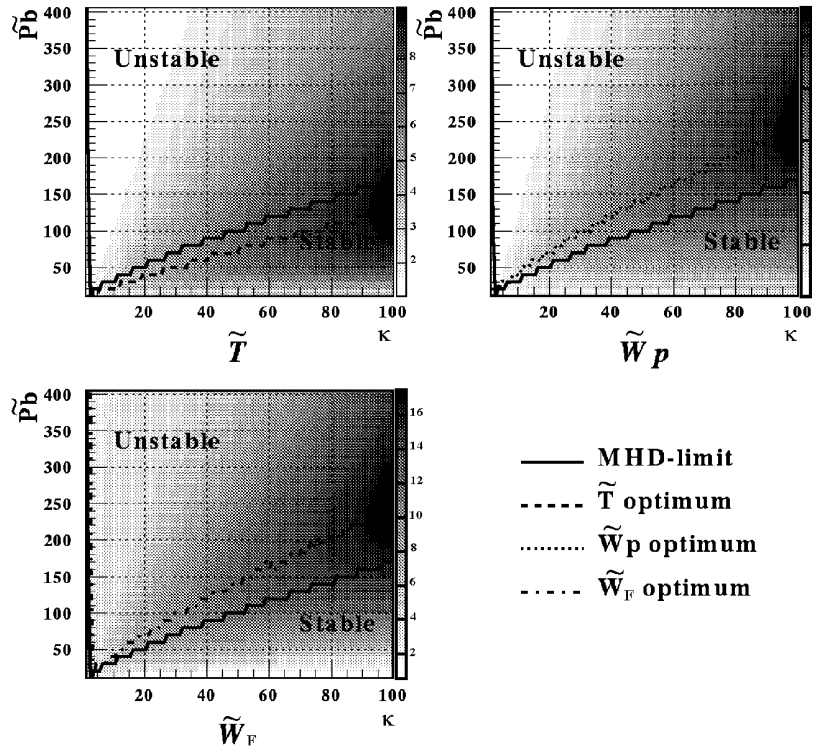 P̃b
400
350
300
250
200
150
100
50
Unstable
Stable
8
7
6
5
4
3
2
20 40 60 80 100
κ
T̃
P̃b
400
350
300
250
200
150
100
50
Unstable
Stable
20 40 60 80 100
κ
W̃p
P̃b
400
350
300
250
200
150
100
50
Unstable
Stable
16
14
12
10
8
6
4
2
20 40 60 80 100
κ
W̃F
MHD-limit
T̃ optimum
W̃p optimum
W̃F optimum